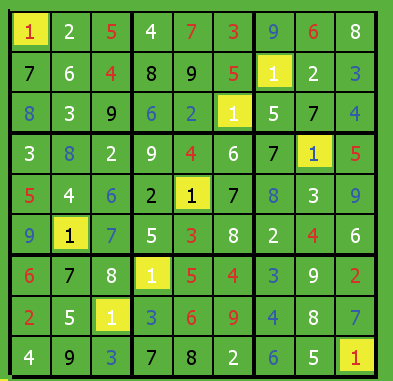 1 2 5 4 7 3 9 6 8
7 6 4 8 9 5 1 2 3
8 3 9 6 2 1 5 7 4
3 8 2 9 4 6 7 1 5
5 4 6 2 1 7 8 3 9
9 1 7 5 3 8 2 4 6
6 7 8 1 5 4 3 9 2
2 5 1 3 6 9 4 8 7
4 9 3 7 8 2 6 5 1